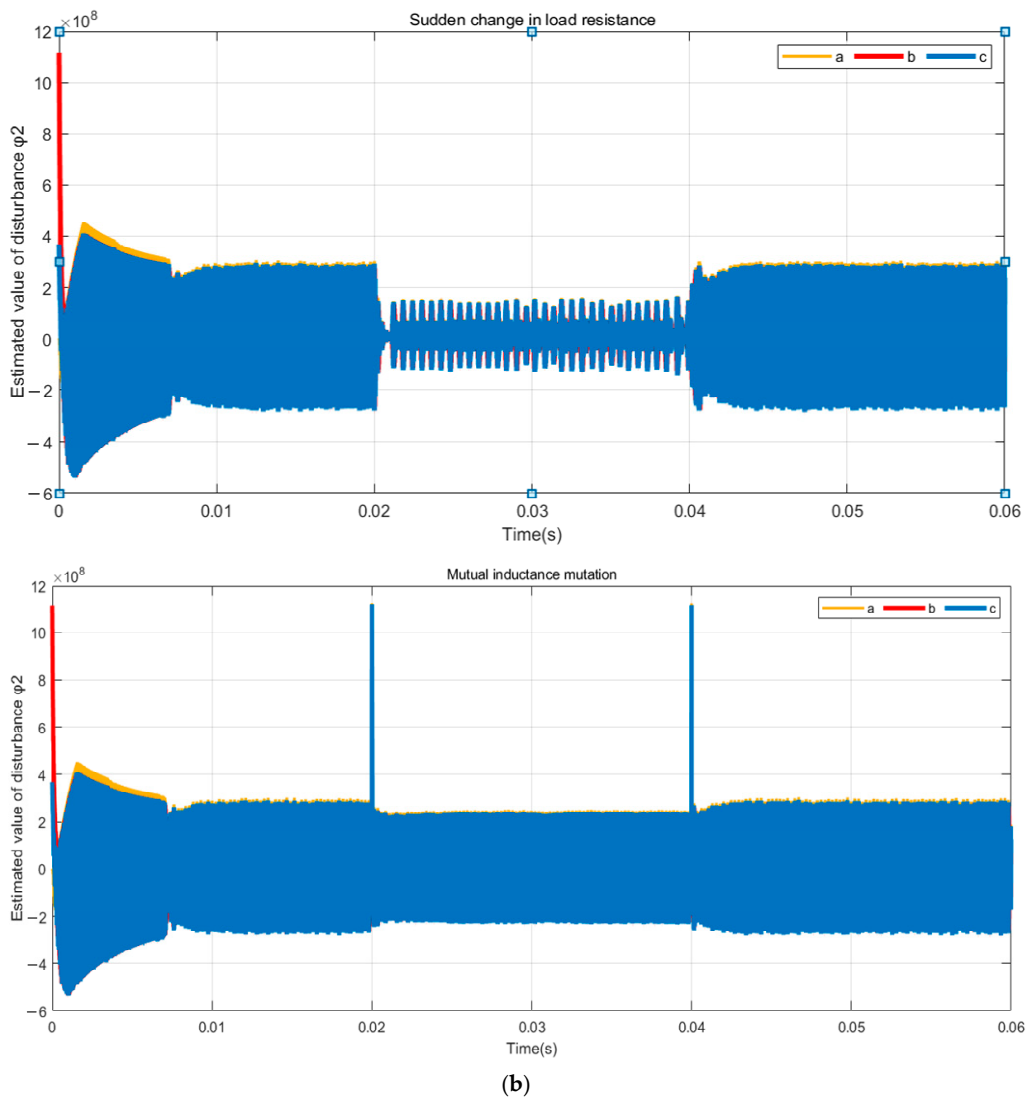 Sudden change in load resistance
×10⁸
12
10
8
6
4
2
0
−2
−4
−6
Estimated value of disturbance φ2
a b c
0 0.01 0.02 0.03 0.04 0.05 0.06
Time(s)
Mutual inductance mutation
×10⁸
12
10
8
6
4
2
0
−2
−4
−6
Estimated value of disturbance φ2
a b c
0 0.01 0.02 0.03 0.04 0.05 0.06
Time(s)
(b)